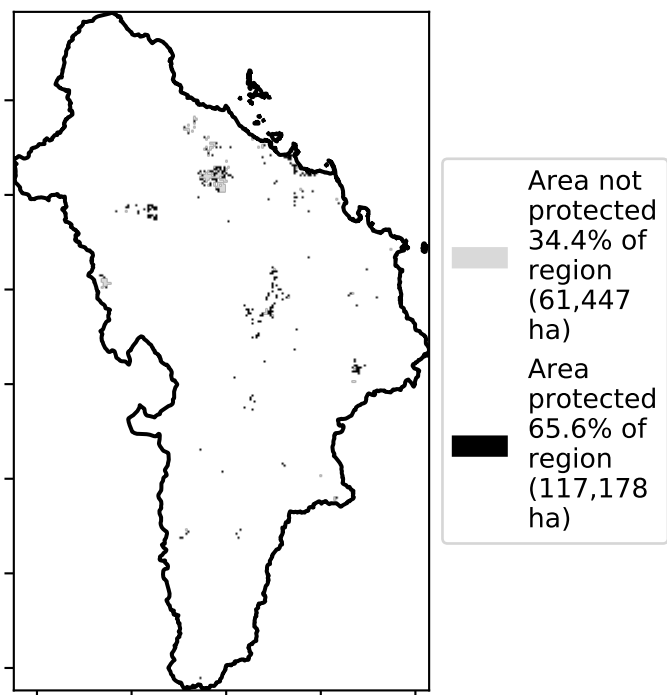 Area not
protected
34.4% of
region
(61,447
ha)
Area
protected
65.6% of
region
(117,178
ha)